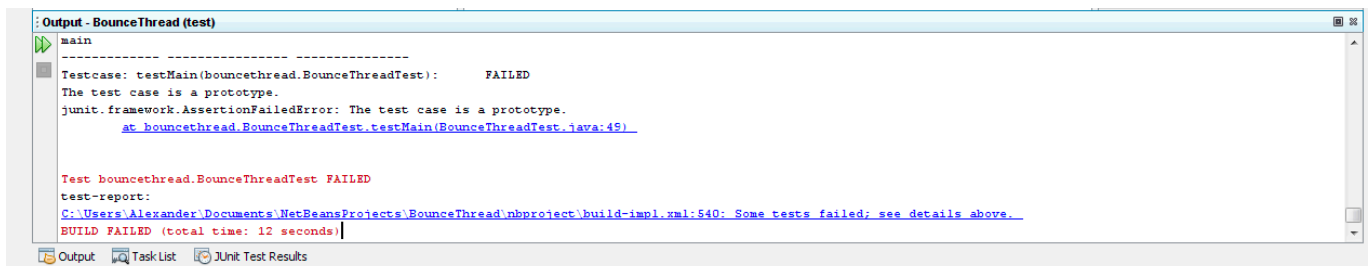 Output - BounceThread (test)
main
------------- ---------------- ---------------
Testcase: testMain(bouncethread.BounceThreadTest): FAILED
The test case is a prototype.
junit.framework.AssertionFailedError: The test case is a prototype.
at bouncethread.BounceThreadTest.testMain(BounceThreadTest.java:49)
Test bouncethread.BounceThreadTest FAILED
test-report:
C:\Users\Alexander\Documents\NetBeansProjects\BounceThread\nbproject\build-impl.xml:540: Some tests failed; see details above.
BUILD FAILED (total time: 12 seconds)
Output Task List JUnit Test Results